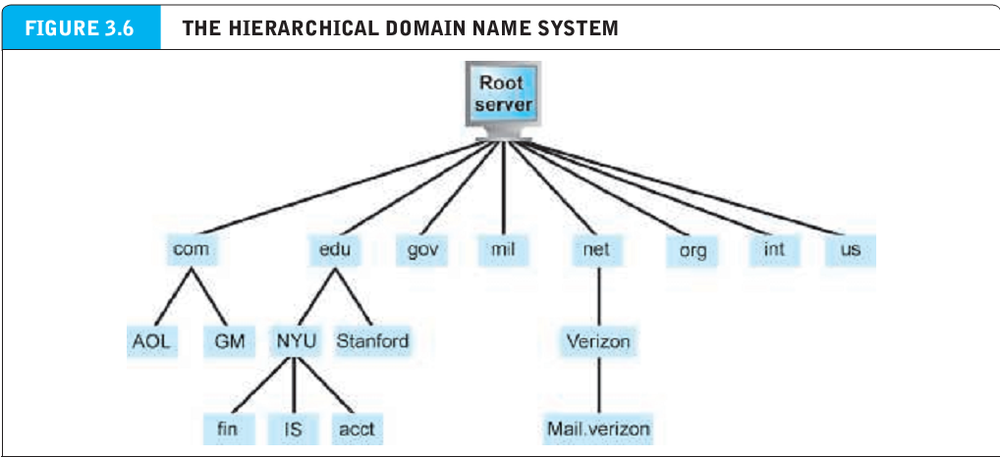 FIGURE 3.6 THE HIERARCHICAL DOMAIN NAME SYSTEM
Root
server
com edu gov mil net org int us
AOL GM NYU Stanford Verizon
fin IS acct Mail.verizon